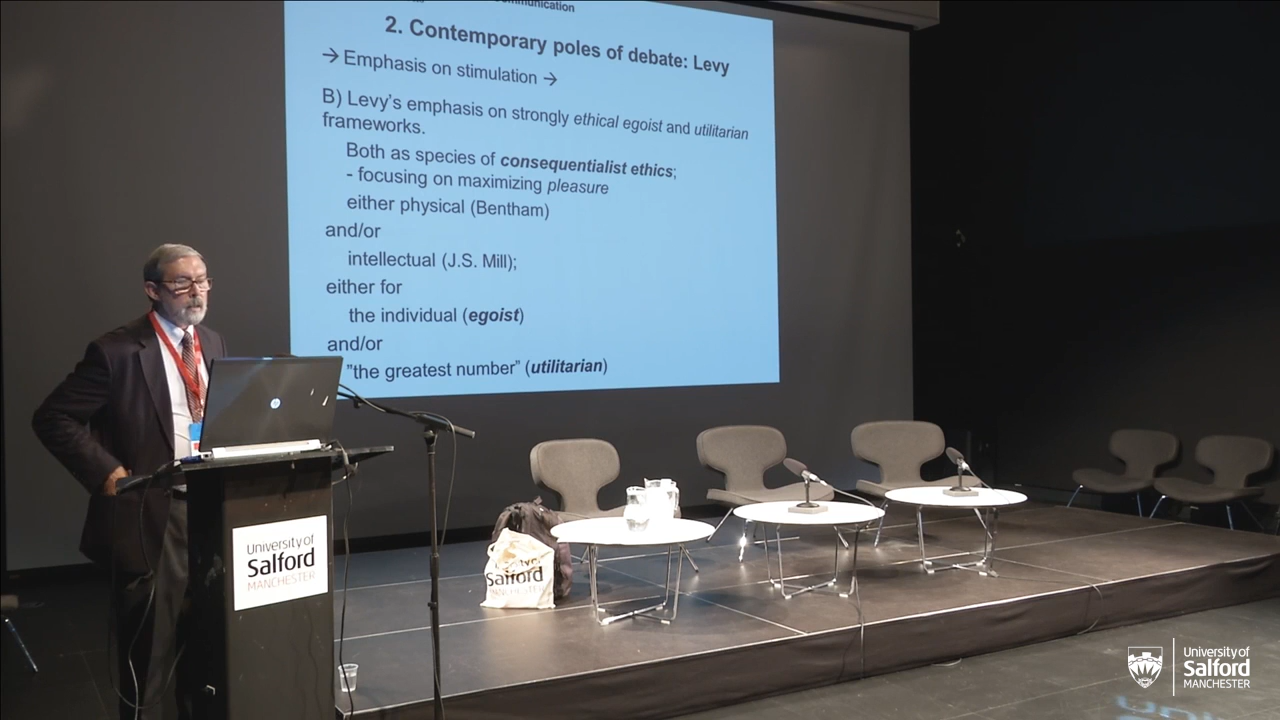 mmunication
2. Contemporary poles of debate: Levy
→ Emphasis on stimulation →
B) Levy's emphasis on strongly ethical egoist and utilitarian
frameworks.
Both as species of consequentialist ethics;
- focusing on maximizing pleasure
either physical (Bentham)
and/or
intellectual (J.S. Mill);
either for
the individual (egoist)
and/or
"the greatest number" (utilitarian)
University of
Salford
MANCHESTER
Salford
MANCHESTER
University of
Salford
MANCHESTER